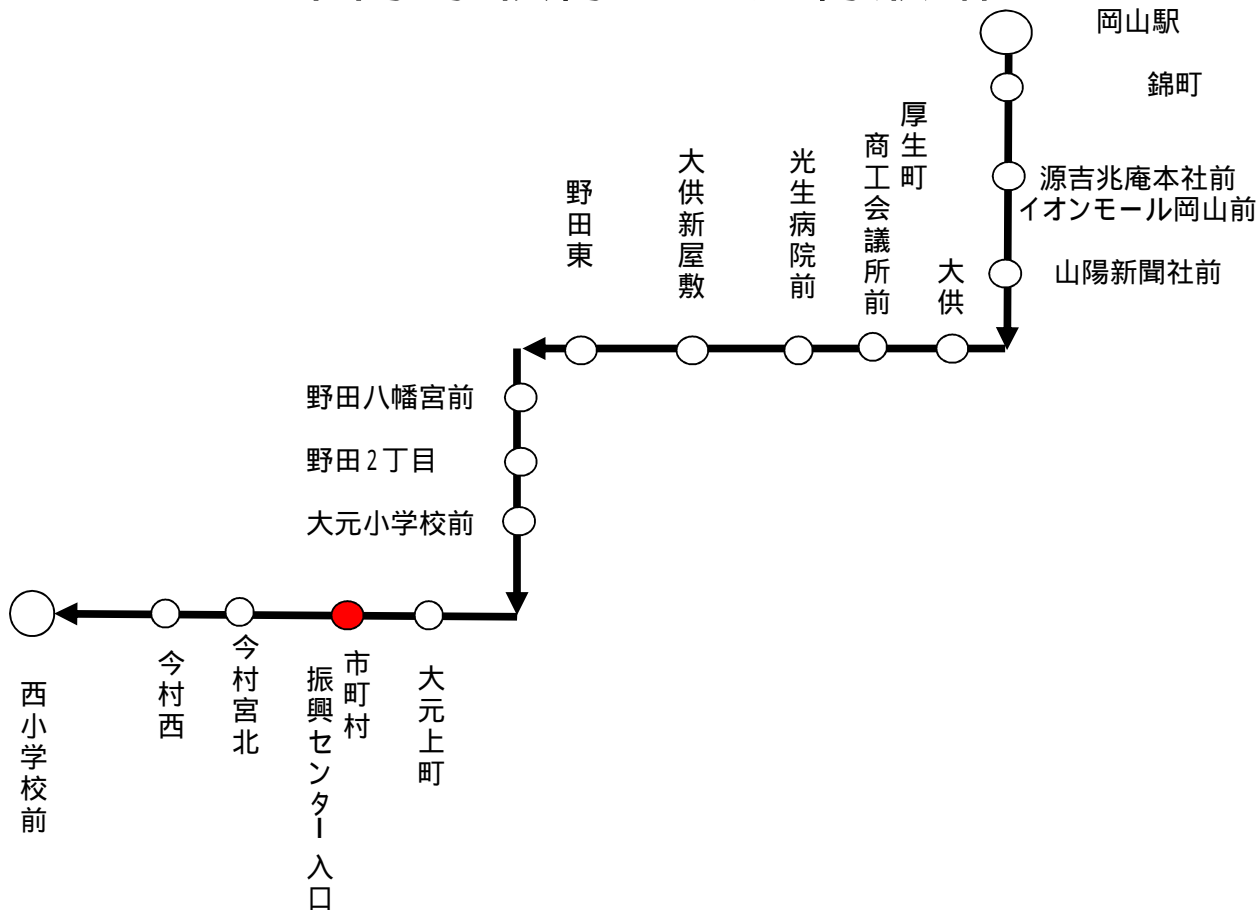 岡山駅
錦町
源吉兆庵本社前
イオンモール岡山前
山陽新聞社前
大供
厚生町
商工会議所前
光生病院前
大供新屋敷
野田東
野田八幡宮前
野田2丁目
大元小学校前
大元上町
市町村
振興センター入口
今村宮北
今村西
西小学校前